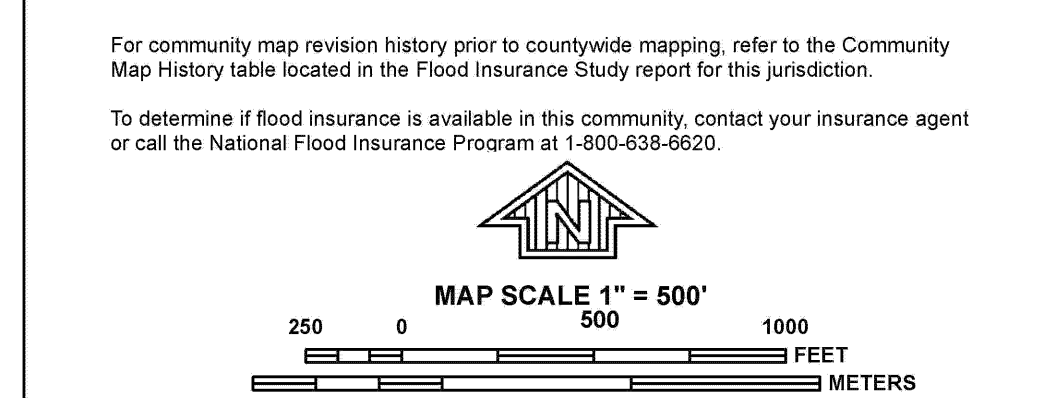 For community map revision history prior to countywide mapping, refer to the Community
Map History table located in the Flood Insurance Study report for this jurisdiction.
To determine if flood insurance is available in this community, contact your insurance agent
or call the National Flood Insurance Program at 1-800-638-6620.
N
MAP SCALE 1" = 500'
250 0 500 1000
FEET
METERS